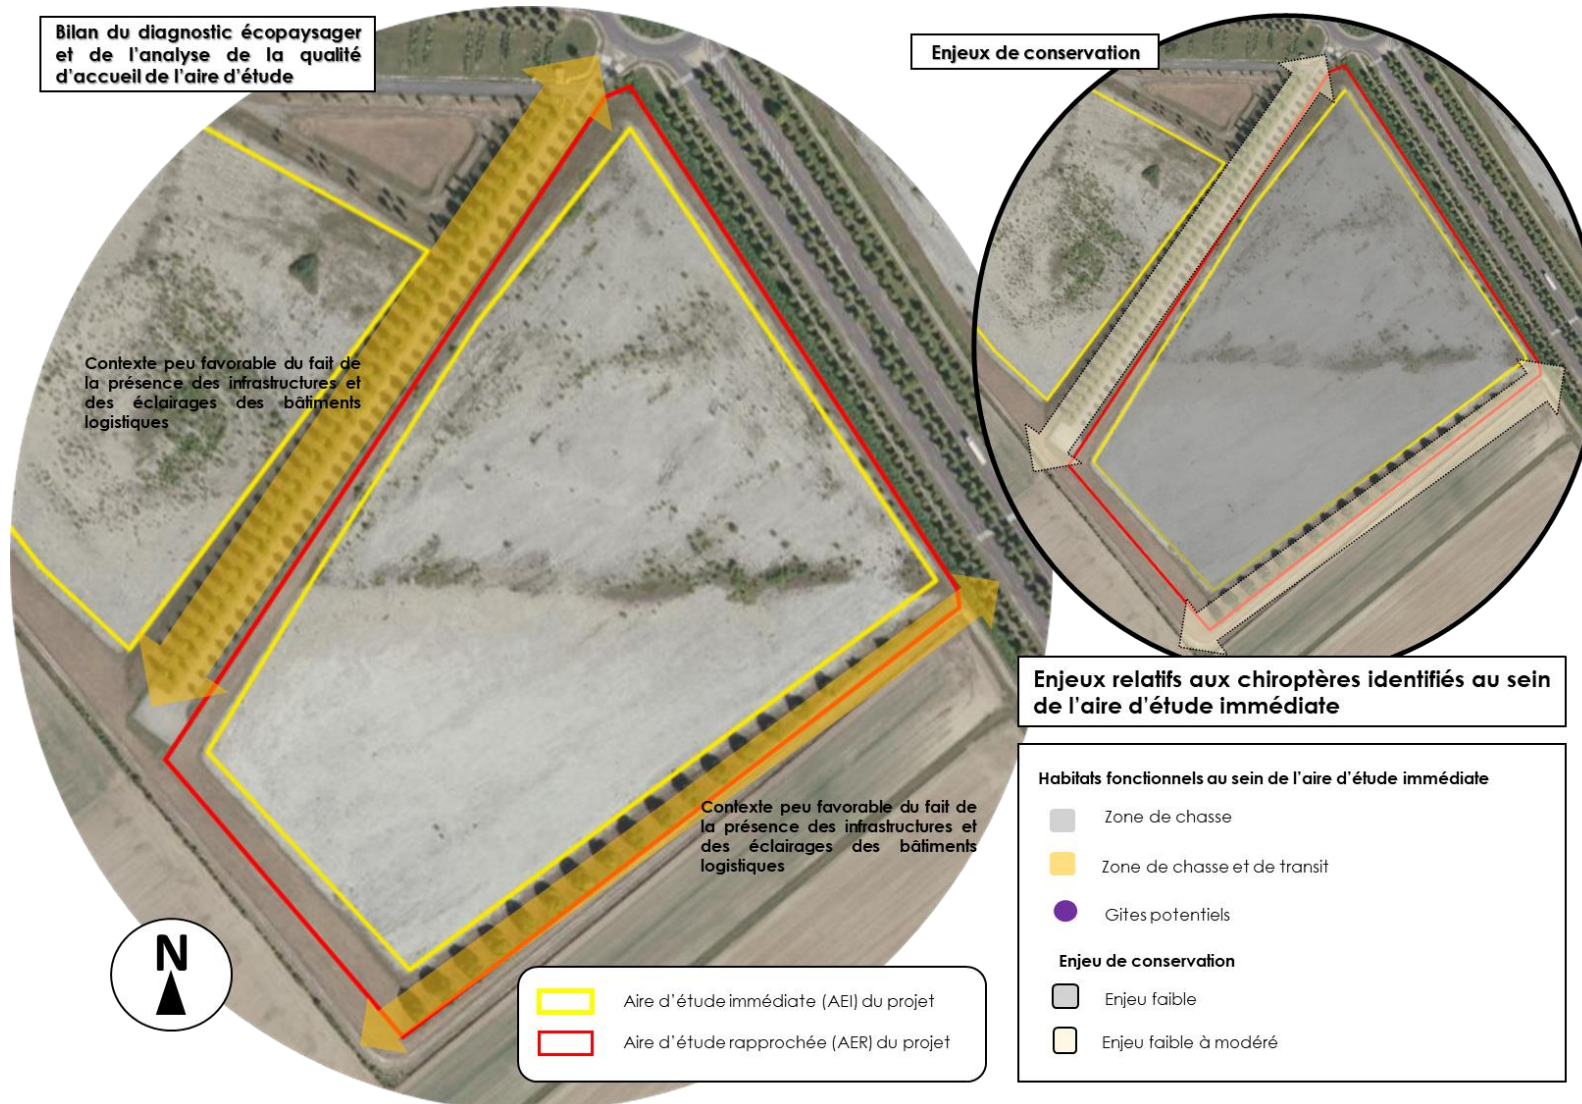 Bilan du diagnostic écopaysager
et de l'analyse de la qualité
d'accueil de l'aire d'étude
Enjeux de conservation
Contexte peu favorable du fait de
la présence des infrastructures et
des éclairages des bâtiments
logistiques
Contexte peu favorable du fait de
la présence des infrastructures et
des éclairages des bâtiments
logistiques
N
Aire d'étude immédiate (AEI) du projet
Aire d'étude rapprochée (AER) du projet
Enjeux relatifs aux chiroptères identifiés au sein
de l'aire d'étude immédiate
Habitats fonctionnels au sein de l'aire d'étude immédiate
Zone de chasse
Zone de chasse et de transit
Gites potentiels
Enjeu de conservation
Enjeu faible
Enjeu faible à modéré